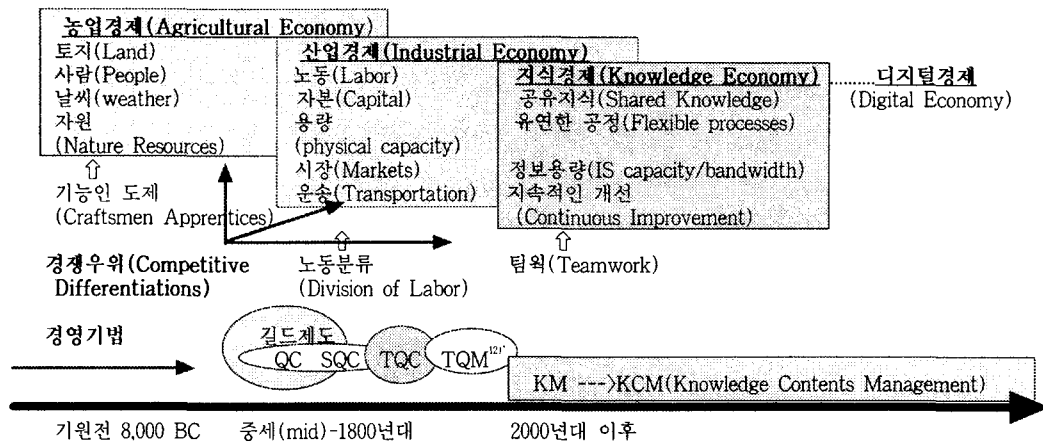 농업경제(Agricultural Economy)
토지(Land)
사람(People)
날씨(weather)
자원
(Nature Resources)
기능인 도제
(Craftsmen Apprentices)
산업경제(Industrial Economy)
노동(Labor)
자본(Capital)
용량
(physical capacity)
시장(Markets)
운송(Transportation)
노동분류
(Division of Labor)
지식경제(Knowledge Economy)
공유지식(Shared Knowledge)
유연한 공정(Flexible processes)
정보용량(IS capacity/bandwidth)
지속적인 개선
(Continuous Improvement)
팀웍(Teamwork)
디지털경제
(Digital Economy)
경쟁우위(Competitive
Differentiations)
경영기법
길드제도
QC SQC TQC TQM
KM --->KCM(Knowledge Contents Management)
기원전 8,000 BC 중세(mid)-1800년대 2000년대 이후